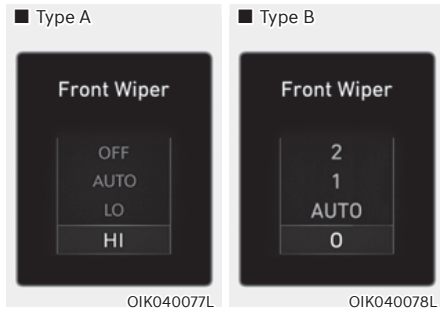 ■ Type A
Front Wiper
OFF
AUTO
LO
HI
OIK040077L
■ Type B
Front Wiper
2
1
AUTO
0
OIK040078L